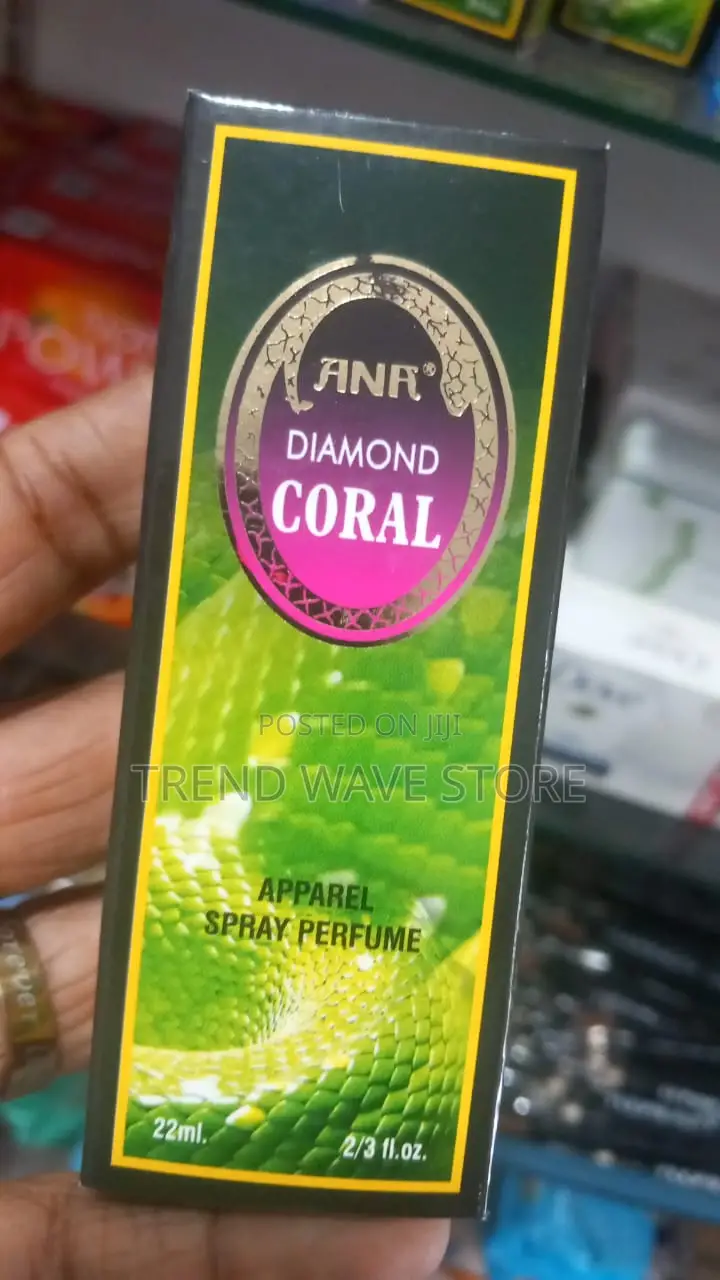 ANA®
DIAMOND
CORAL
POSTED ON JIJI
TREND WAVE STORE
APPAREL
SPRAY PERFUME
22ml.
2/3 fl.oz.